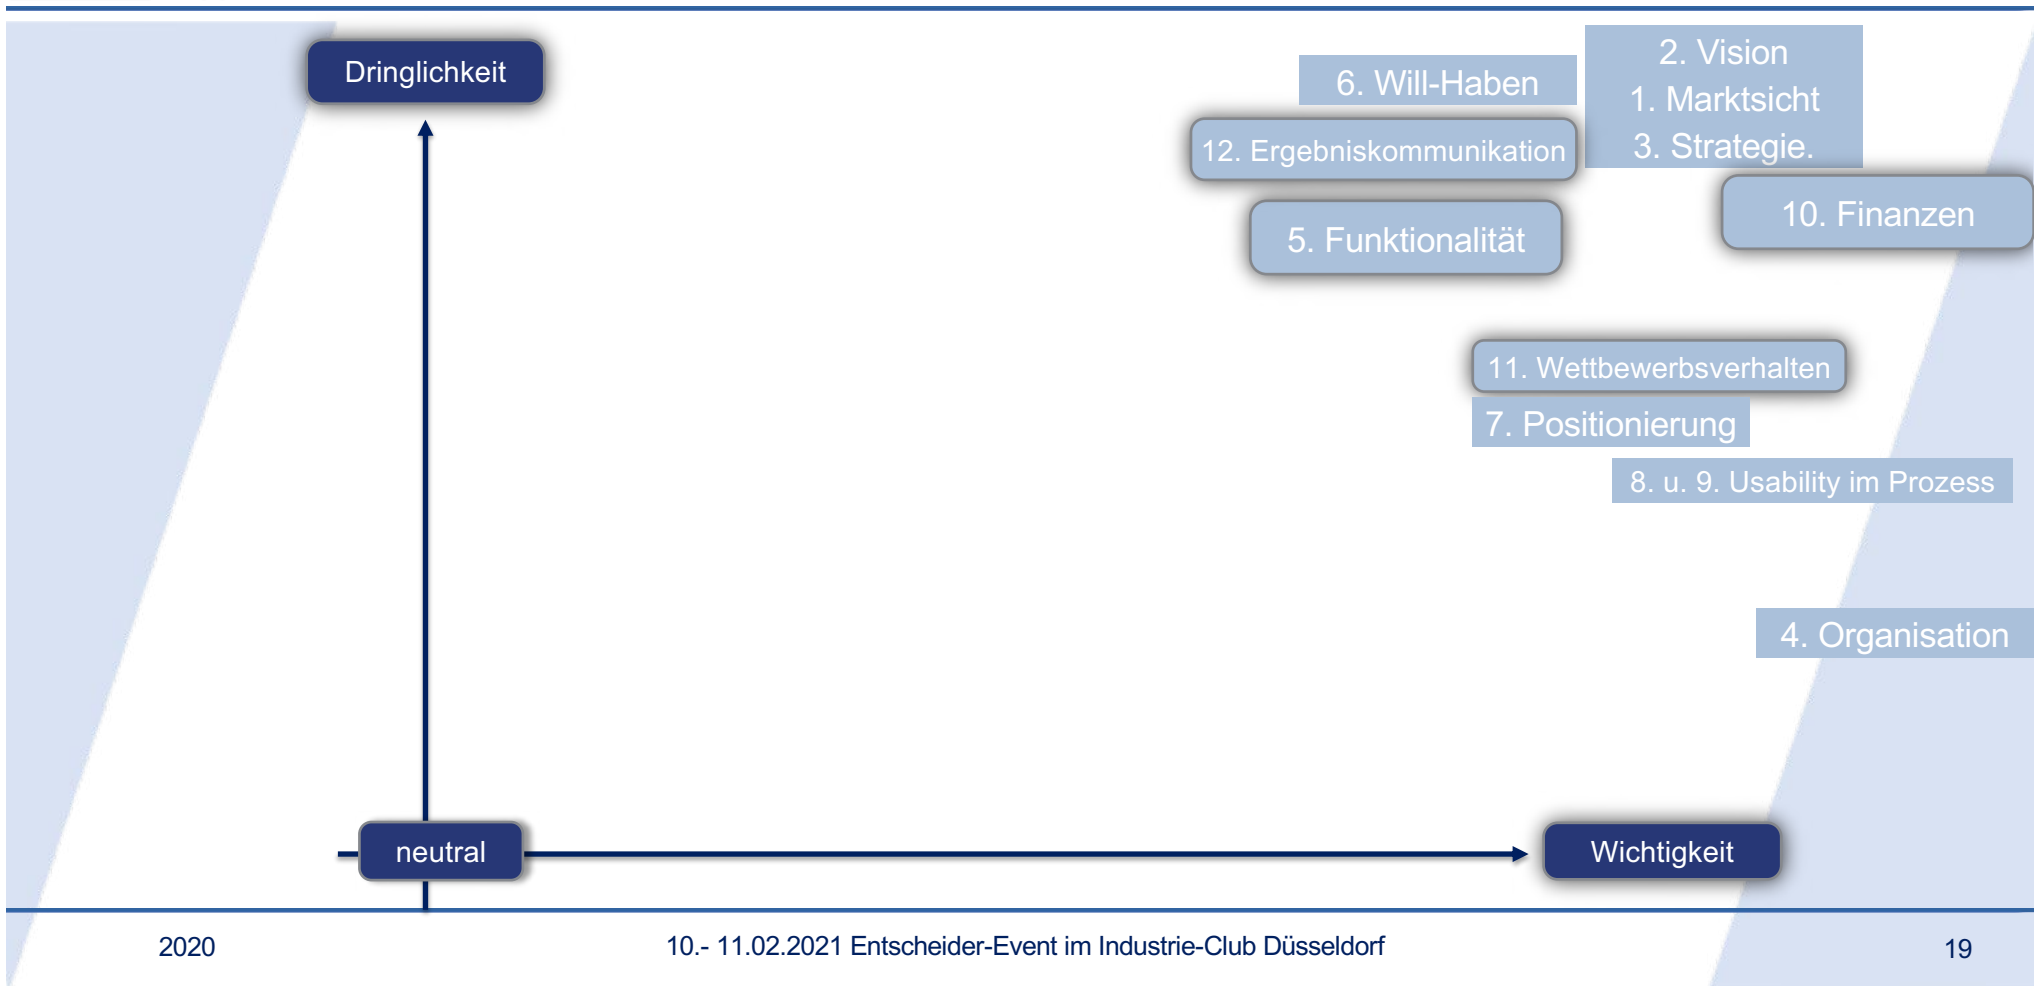 Dringlichkeit
6. Will-Haben
2. Vision
1. Marktsicht
3. Strategie.
12. Ergebniskommunikation
10. Finanzen
5. Funktionalität
11. Wettbewerbsverhalten
7. Positionierung
8. u. 9. Usability im Prozess
4. Organisation
neutral
Wichtigkeit
2020
10.- 11.02.2021 Entscheider-Event im Industrie-Club Düsseldorf
19